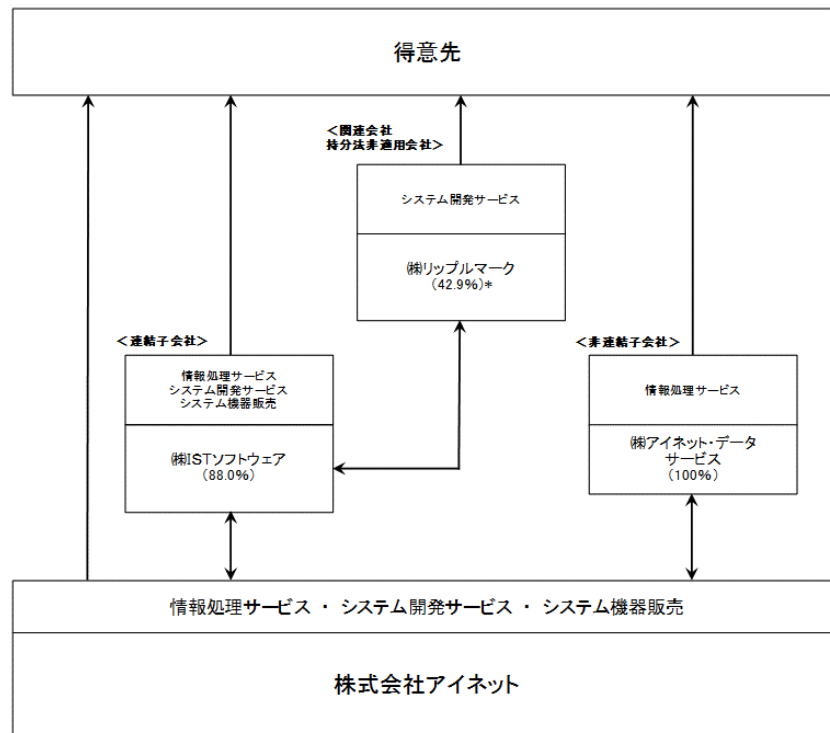 得意先
＜関連会社
持分法非適用会社＞
システム開発サービス
㈱リップルマーク
(42.9%)*
＜連結子会社＞
情報処理サービス
システム開発サービス
システム機器販売
㈱ISTソフトウェア
(88.0%)
＜非連結子会社＞
情報処理サービス
㈱アイネット・データ
サービス
(100%)
情報処理サービス ・ システム開発サービス ・ システム機器販売
株式会社アイネット